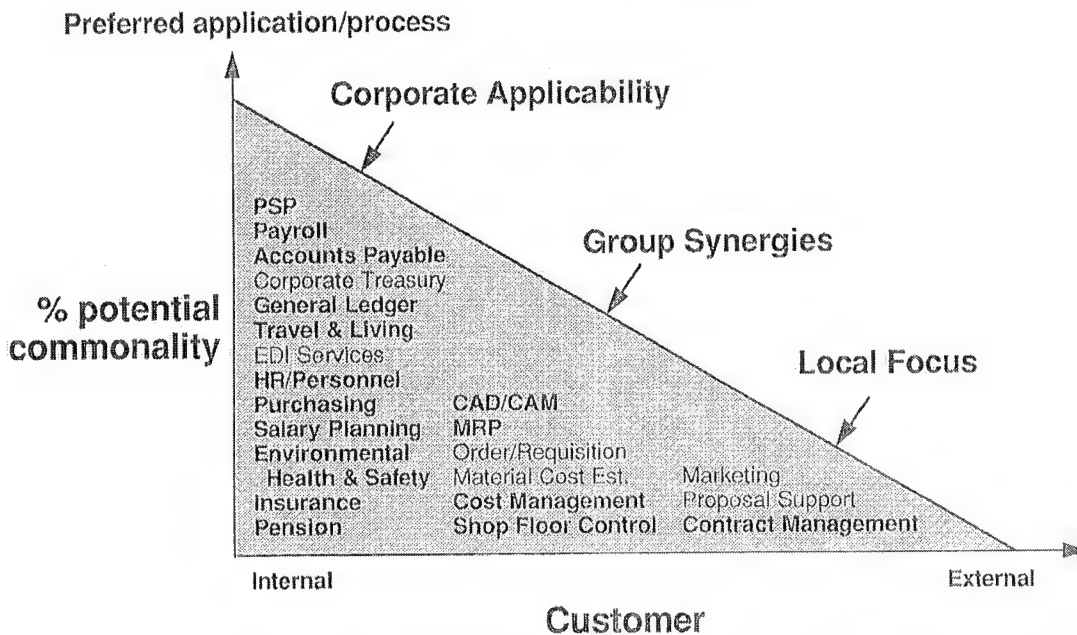 Preferred application/process
Corporate Applicability
Group Synergies
Local Focus
% potential
commonality
PSP
Payroll
Accounts Payable
Corporate Treasury
General Ledger
Travel & Living
EDI Services
HR/Personnel
Purchasing
Salary Planning
Environmental
Health & Safety
Insurance
Pension
CAD/CAM
MRP
Order/Requisition
Material Cost Est.
Cost Management
Shop Floor Control
Marketing
Proposal Support
Contract Management
Internal
External
Customer